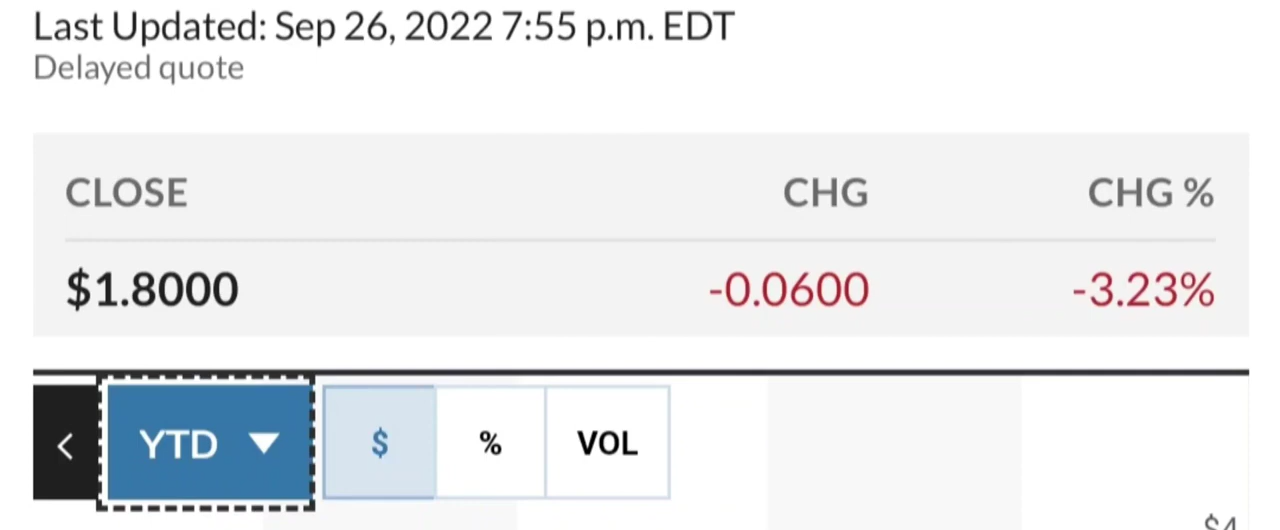 Last Updated: Sep 26, 2022 7:55 p.m. EDT
Delayed quote
CLOSE CHG CHG %
$1.8000 -0.0600 -3.23%
< YTD ▼ $ % VOL
$4